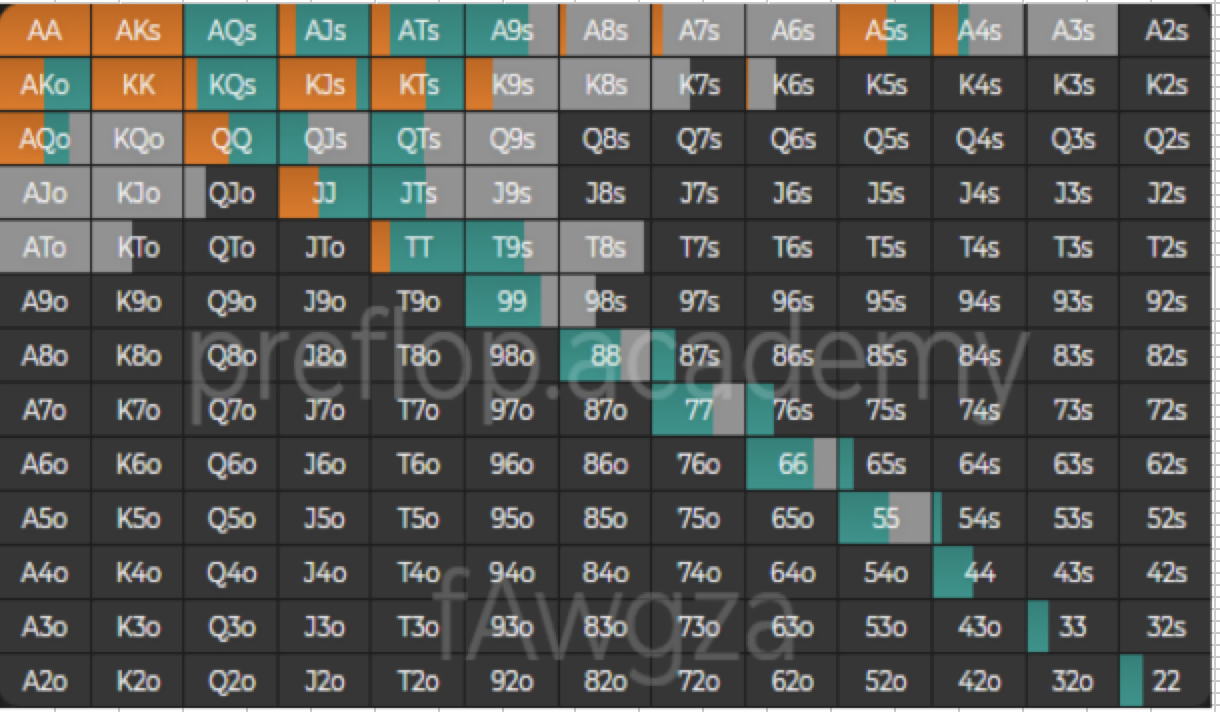 AA AKs AQs AJs ATs A9s A8s A7s A6s A5s A4s A3s A2s
AKo KK KQs KJs KTs K9s K8s K7s K6s K5s K4s K3s K2s
AQo KQo QQ QJs QTs Q9s Q8s Q7s Q6s Q5s Q4s Q3s Q2s
AJo KJo QJo JJ JTs J9s J8s J7s J6s J5s J4s J3s J2s
ATo KTo QTo JTo TT T9s T8s T7s T6s T5s T4s T3s T2s
A9o K9o Q9o J9o T9o 99 98s 97s 96s 95s 94s 93s 92s
A8o K8o Q8o J8o T8o 98o 88 87s 86s 85s 84s 83s 82s
preflop.academy
A7o K7o Q7o J7o T7o 97o 87o 77 76s 75s 74s 73s 72s
A6o K6o Q6o J6o T6o 96o 86o 76o 66 65s 64s 63s 62s
A5o K5o Q5o J5o T5o 95o 85o 75o 65o 55 54s 53s 52s
A4o K4o Q4o J4o T4o 94o 84o 74o 64o 54o 44 43s 42s
A3o K3o Q3o J3o T3o 93o 83o 73o 63o 53o 43o 33 32s
fAwgza
A2o K2o Q2o J2o T2o 92o 82o 72o 62o 52o 42o 32o 22